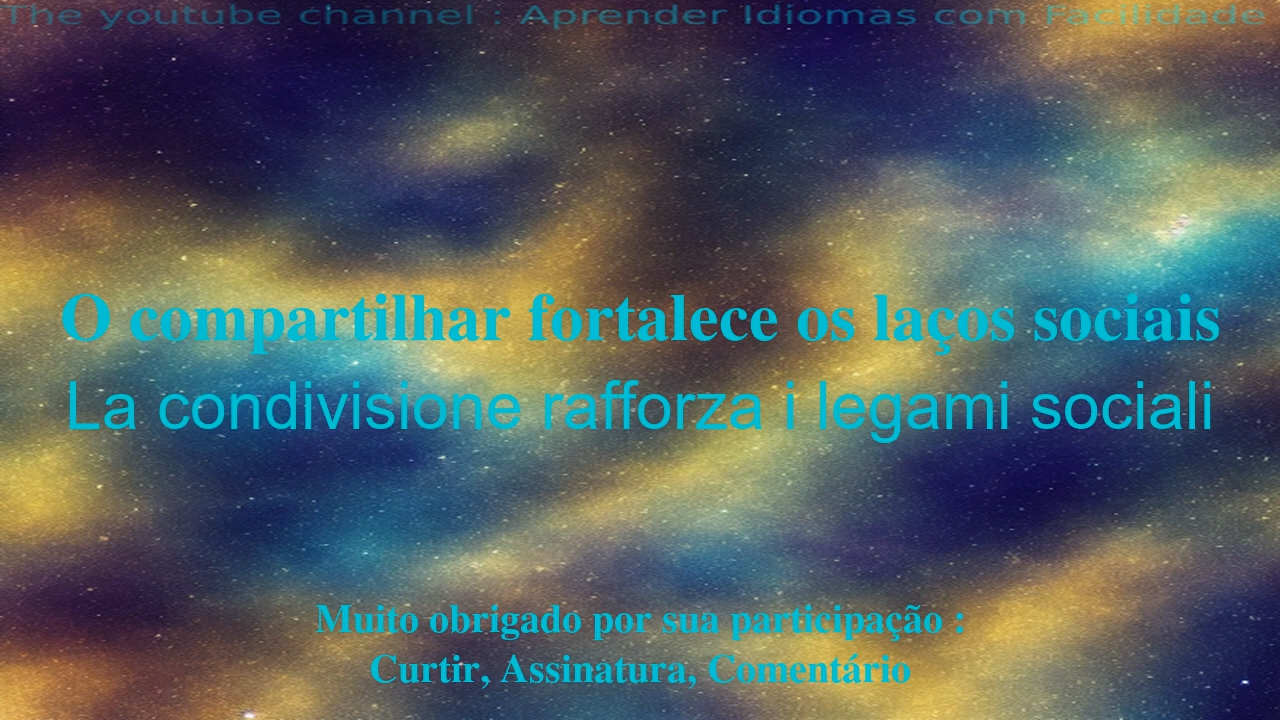 The youtube channel : Aprender Idiomas com Facilidade
O compartilhar fortalece os laços sociais
La condivisione rafforza i legami sociali
Muito obrigado por sua participação :
Curtir, Assinatura, Comentário